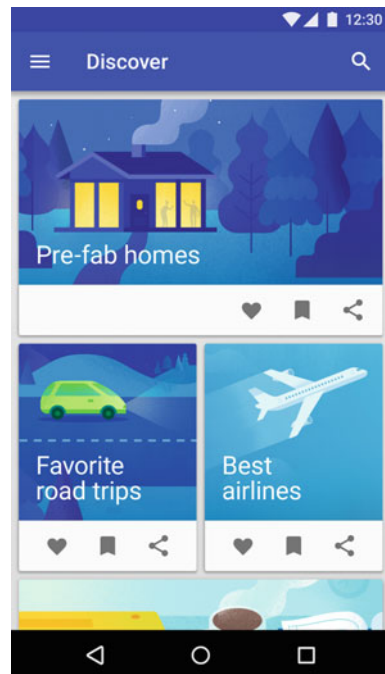 12:30
Discover
Pre-fab homes
Favorite
road trips
Best
airlines